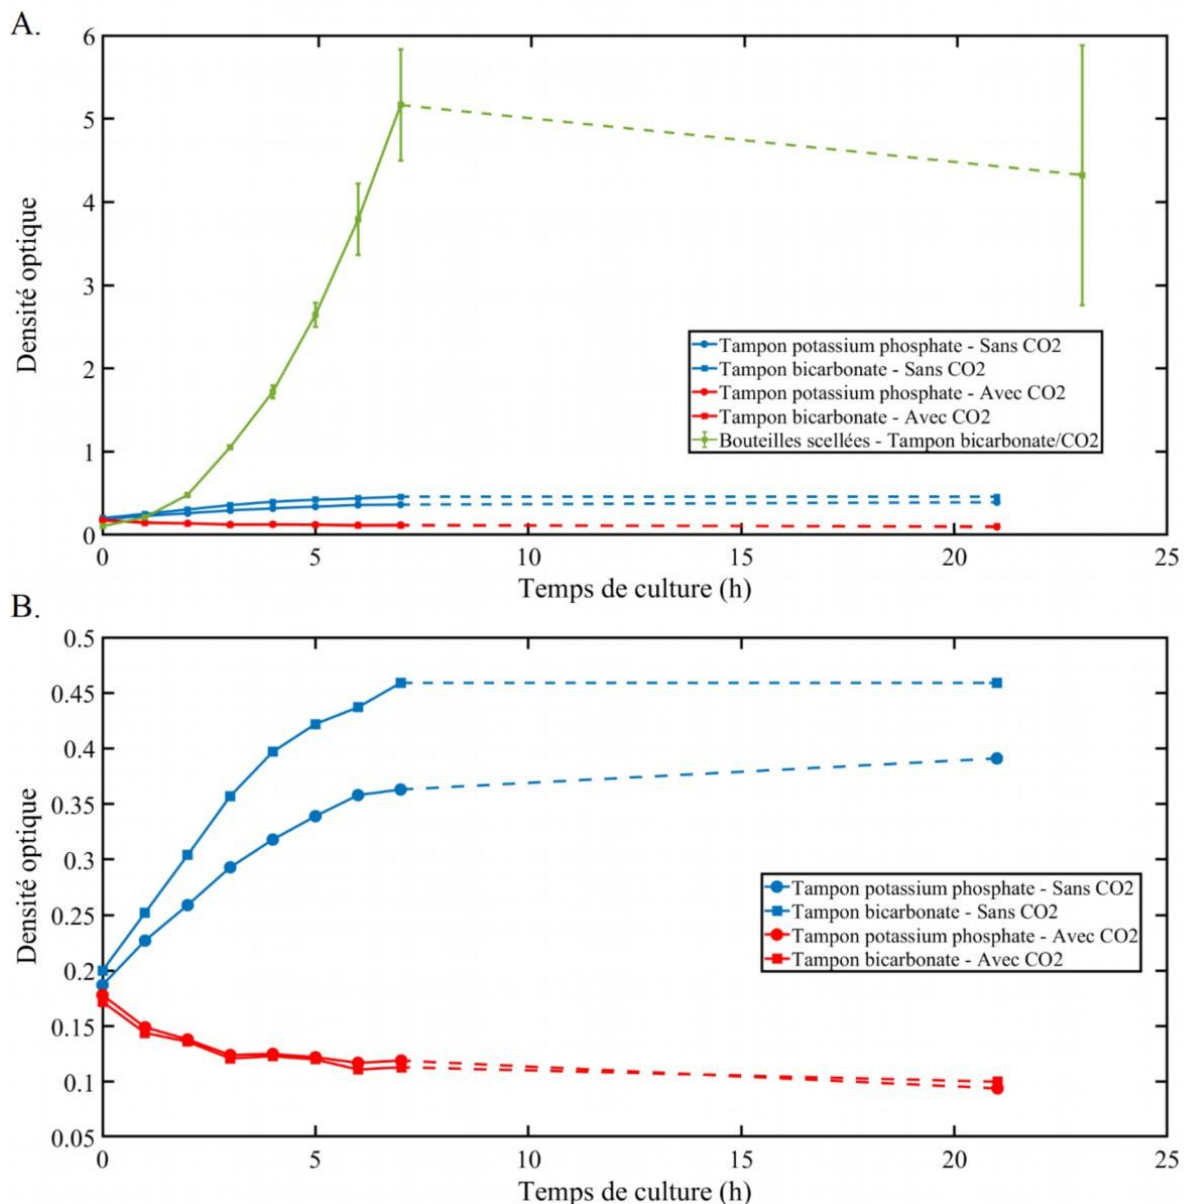 A.
6
5
4
3
2
1
0
Densité optique
Tampon potassium phosphate - Sans CO2
Tampon bicarbonate - Sans CO2
Tampon potassium phosphate - Avec CO2
Tampon bicarbonate - Avec CO2
Bouteilles scellées - Tampon bicarbonate/CO2
0 5 10 15 20 25
Temps de culture (h)
B.
0.5
0.45
0.4
0.35
0.3
0.25
0.2
0.15
0.1
0.05
Densité optique
Tampon potassium phosphate - Sans CO2
Tampon bicarbonate - Sans CO2
Tampon potassium phosphate - Avec CO2
Tampon bicarbonate - Avec CO2
0 5 10 15 20 25
Temps de culture (h)